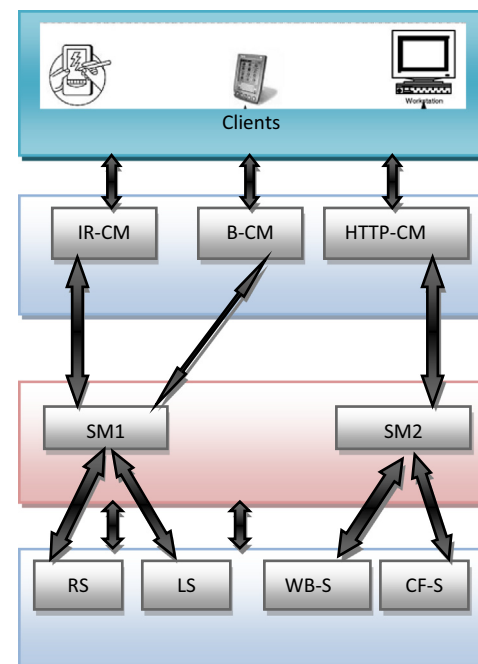 Workstation
Clients
IR-CM B-CM HTTP-CM
SM1 SM2
RS LS WB-S CF-S